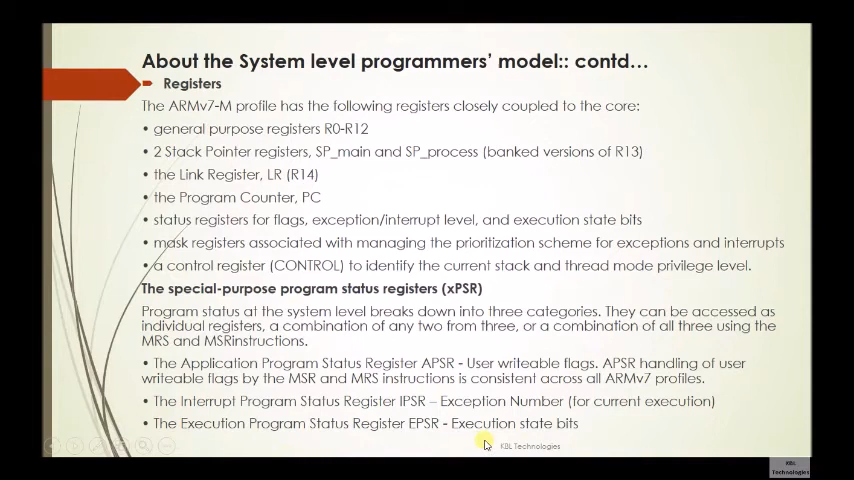 About the System level programmers' model:: contd…
Registers
The ARMv7-M profile has the following registers closely coupled to the core:
• general purpose registers R0-R12
• 2 Stack Pointer registers, SP_main and SP_process (banked versions of R13)
• the Link Register, LR (R14)
• the Program Counter, PC
• status registers for flags, exception/interrupt level, and execution state bits
• mask registers associated with managing the prioritization scheme for exceptions and interrupts
• a control register (CONTROL) to identify the current stack and thread mode privilege level.
The special-purpose program status registers (xPSR)
Program status at the system level breaks down into three categories. They can be accessed as
individual registers, a combination of any two from three, or a combination of all three using the
MRS and MSRinstructions.
• The Application Program Status Register APSR - User writeable flags. APSR handling of user
writeable flags by the MSR and MRS instructions is consistent across all ARMv7 profiles.
• The Interrupt Program Status Register IPSR – Exception Number (for current execution)
• The Execution Program Status Register EPSR - Execution state bits
KBL Technologies
KBL
Technologies